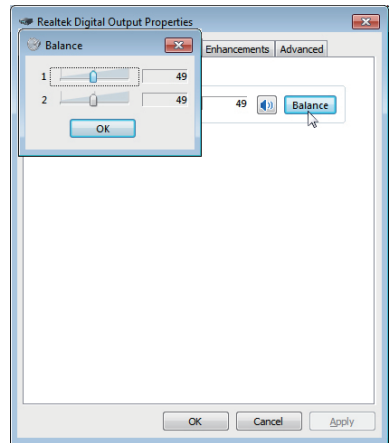 Realtek Digital Output Properties
Balance
Enhancements Advanced
1 49
2 49
OK
49 Balance
OK Cancel Apply